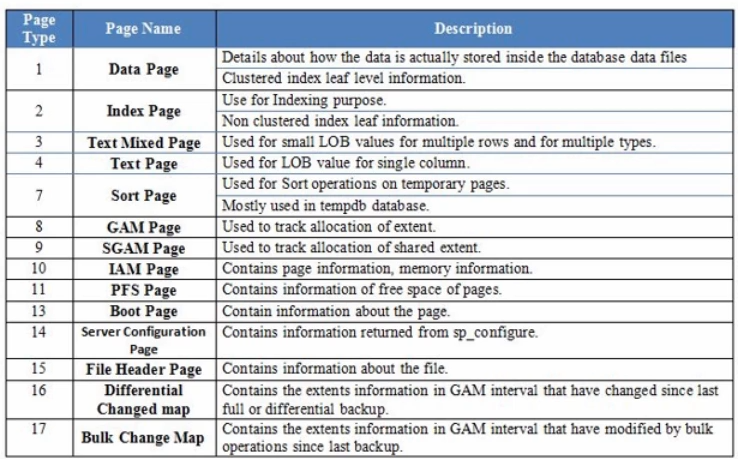 Page Type Page Name Description
1 Data Page Details about how the data is actually stored inside the database data files
Clustered index leaf level information.
2 Index Page Use for Indexing purpose.
Non clustered index leaf information.
3 Text Mixed Page Used for small LOB values for multiple rows and for multiple types.
4 Text Page Used for LOB value for single column.
7 Sort Page Used for Sort operations on temporary pages.
Mostly used in tempdb database.
8 GAM Page Used to track allocation of extent.
9 SGAM Page Used to track allocation of shared extent.
10 IAM Page Contains page information, memory information.
11 PFS Page Contains information of free space of pages.
13 Boot Page Contain information about the page.
14 Server Configuration Page Contains information returned from sp_configure.
15 File Header Page Contains information about the file.
16 Differential Changed map Contains the extents information in GAM interval that have changed since last
full or differential backup.
17 Bulk Change Map Contains the extents information in GAM interval that have modified by bulk
operations since last backup.